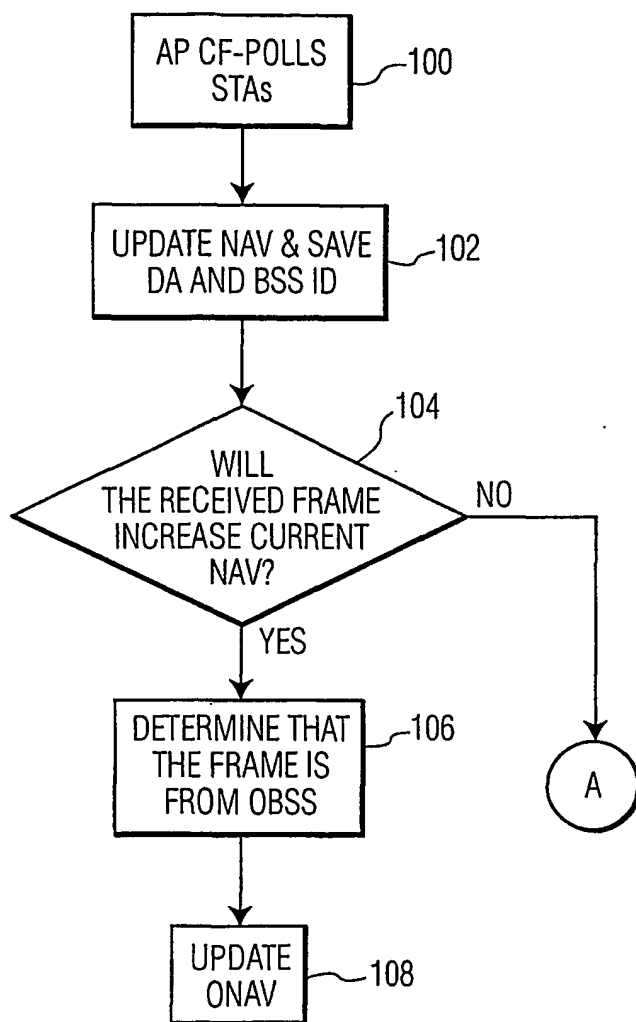 AP CF-POLLS
STAs
100
UPDATE NAV & SAVE
DA AND BSS ID
102
104
WILL
THE RECEIVED FRAME
INCREASE CURRENT
NAV?
NO
YES
DETERMINE THAT
THE FRAME IS
FROM OBSS
106
A
UPDATE
ONAV
108